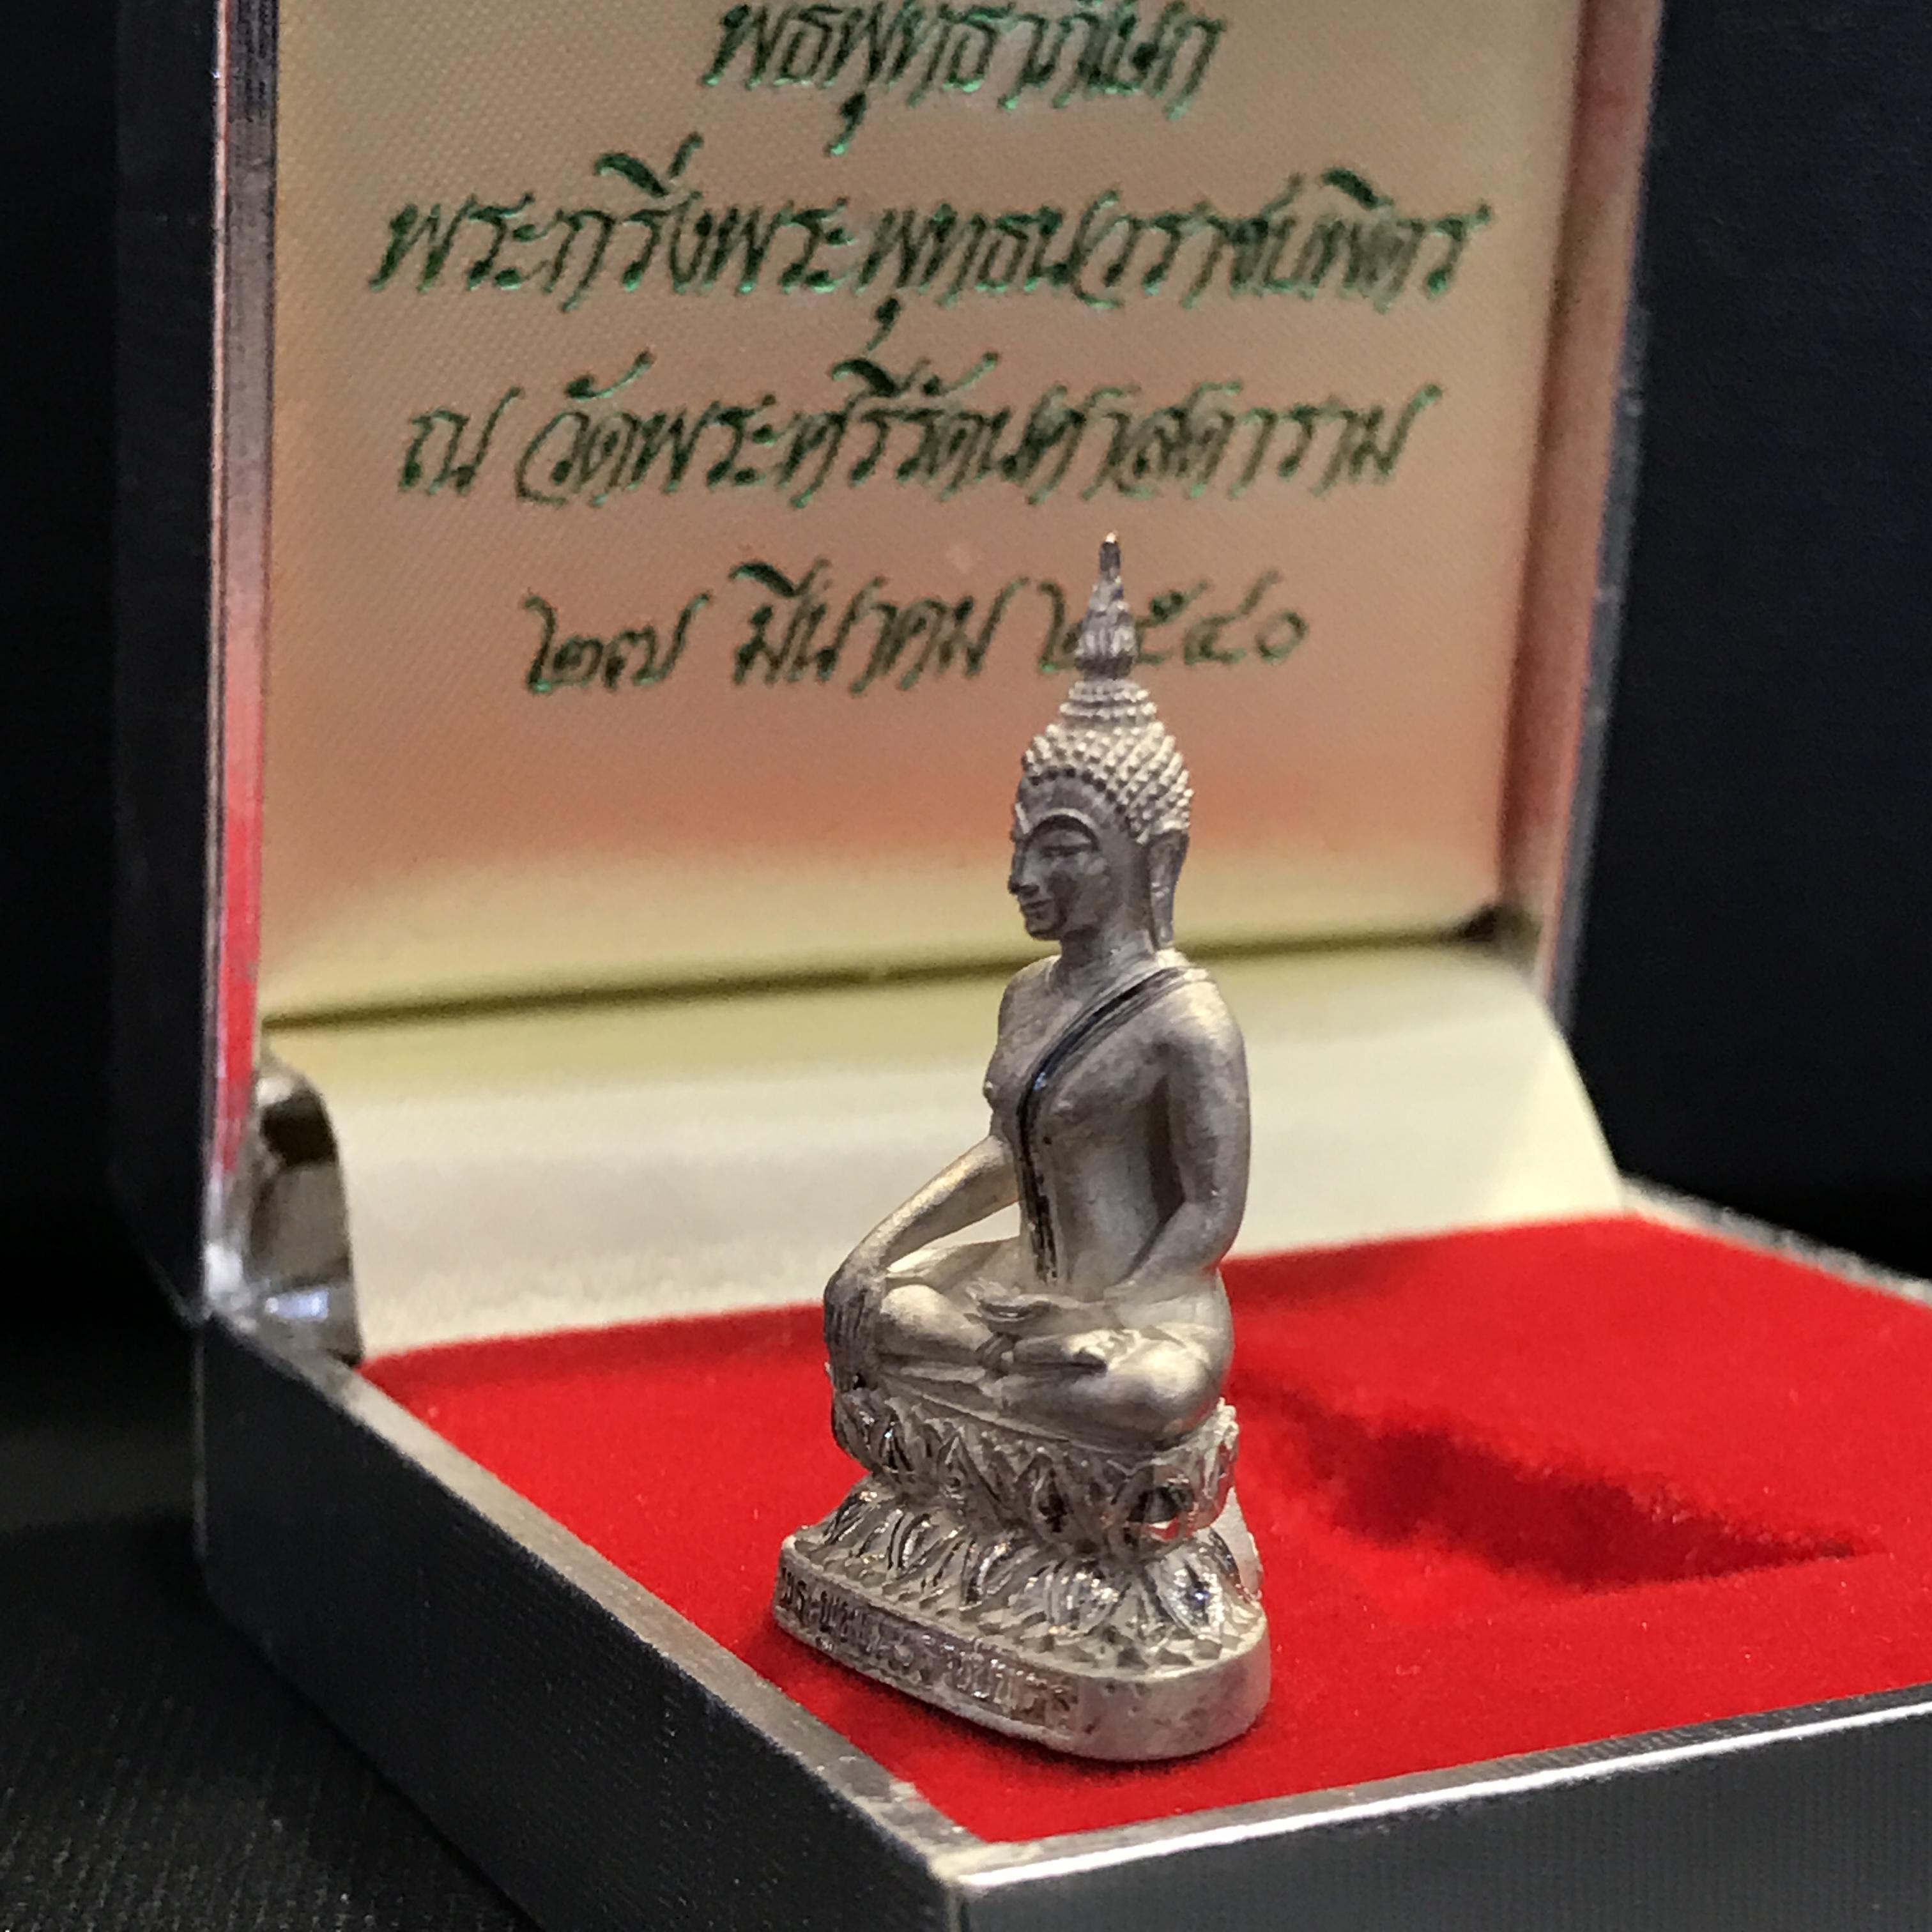 พิธีพุทธาภิเษก
พระกริ่งพระพุทธนวราชบพิตร
ณ วัดพระศรีรัตนศาสดาราม
๒๗ มีนาคม ๒๕๔๐